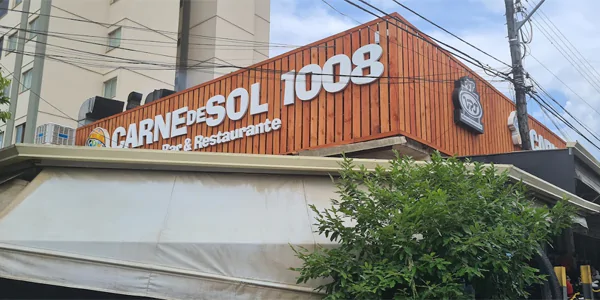 CARNE DE SOL 1008
Bar & Restaurante